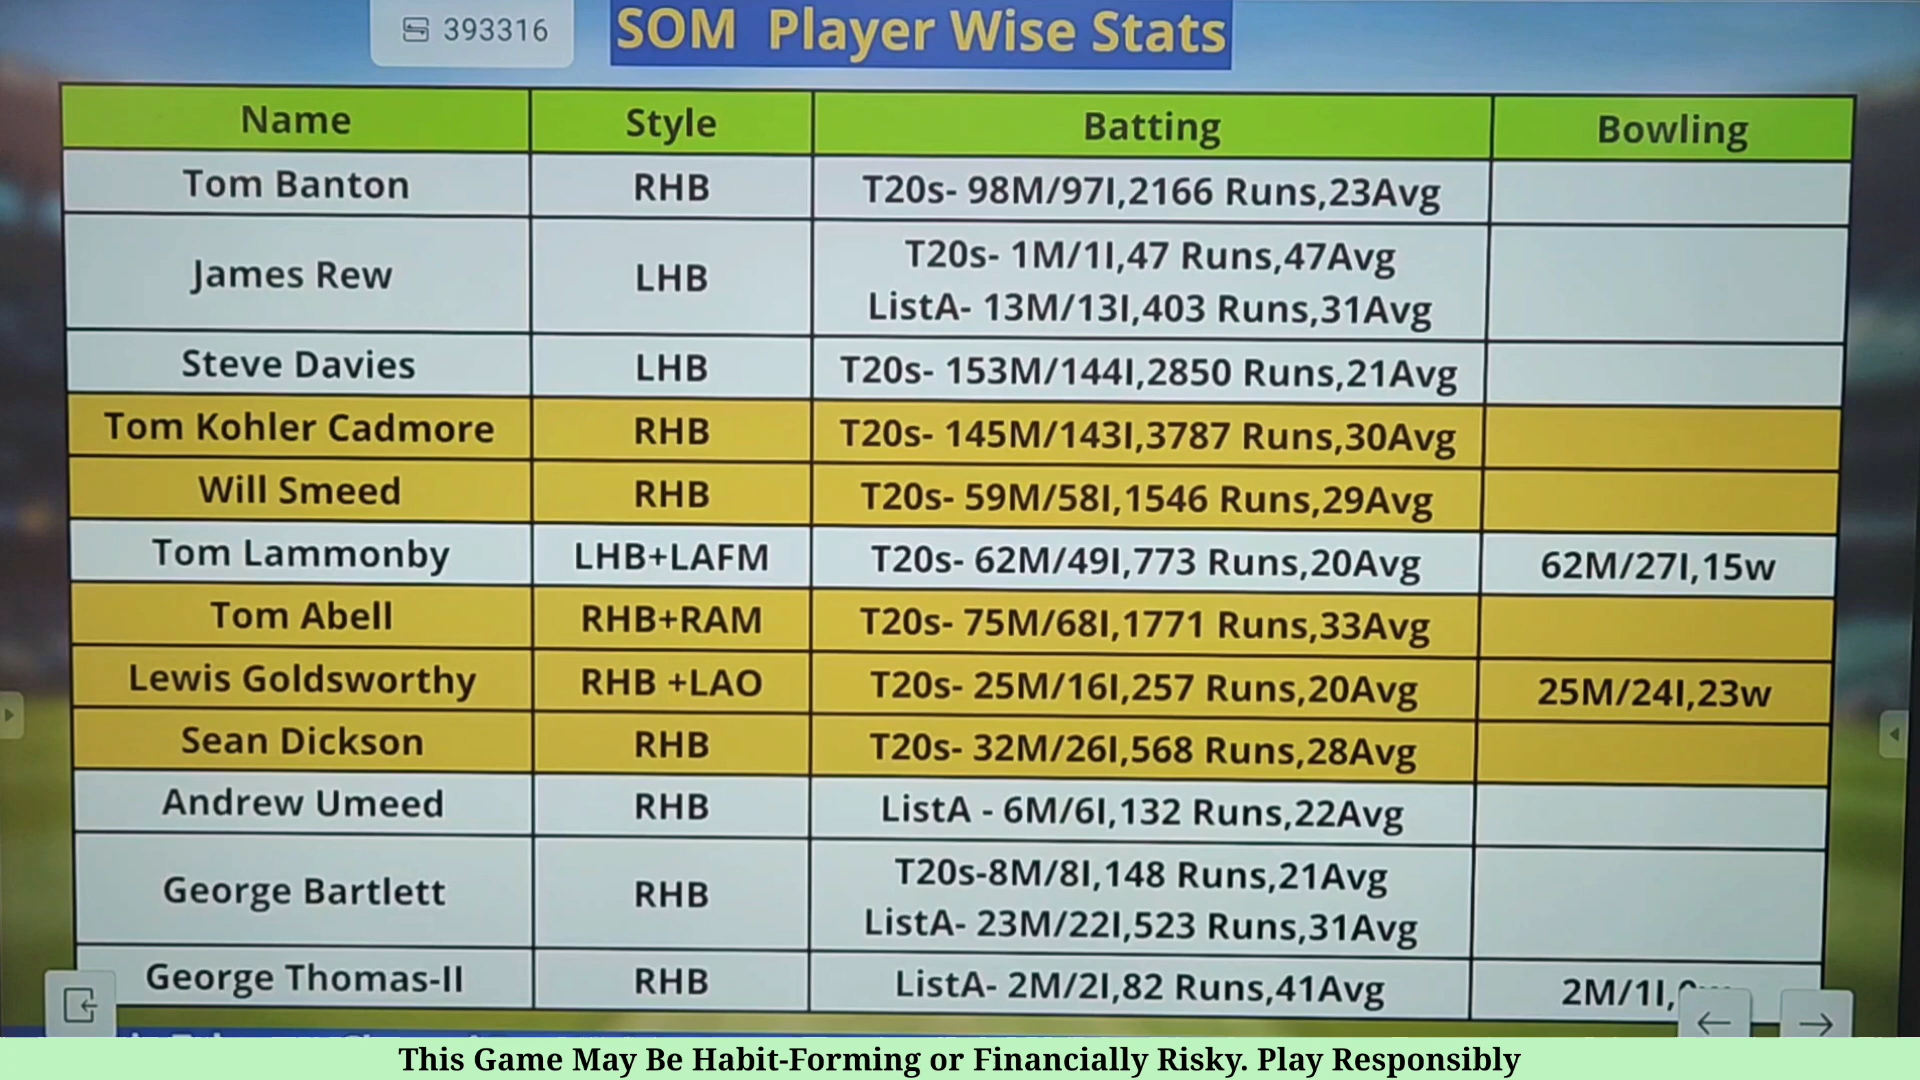 393316
SOM Player Wise Stats
Name Style Batting Bowling
Tom Banton RHB T20s- 98M/97I,2166 Runs,23Avg
James Rew LHB T20s- 1M/1I,47 Runs,47Avg
ListA- 13M/13I,403 Runs,31Avg
Steve Davies LHB T20s- 153M/144I,2850 Runs,21Avg
Tom Kohler Cadmore RHB T20s- 145M/143I,3787 Runs,30Avg
Will Smeed RHB T20s- 59M/58I,1546 Runs,29Avg
Tom Lammonby LHB+LAFM T20s- 62M/49I,773 Runs,20Avg 62M/27I,15w
Tom Abell RHB+RAM T20s- 75M/68I,1771 Runs,33Avg
Lewis Goldsworthy RHB +LAO T20s- 25M/16I,257 Runs,20Avg 25M/24I,23w
Sean Dickson RHB T20s- 32M/26I,568 Runs,28Avg
Andrew Umeed RHB ListA - 6M/6I,132 Runs,22Avg
George Bartlett RHB T20s-8M/8I,148 Runs,21Avg
ListA- 23M/22I,523 Runs,31Avg
George Thomas-II RHB ListA- 2M/2I,82 Runs,41Avg 2M/1I,
This Game May Be Habit-Forming or Financially Risky. Play Responsibly